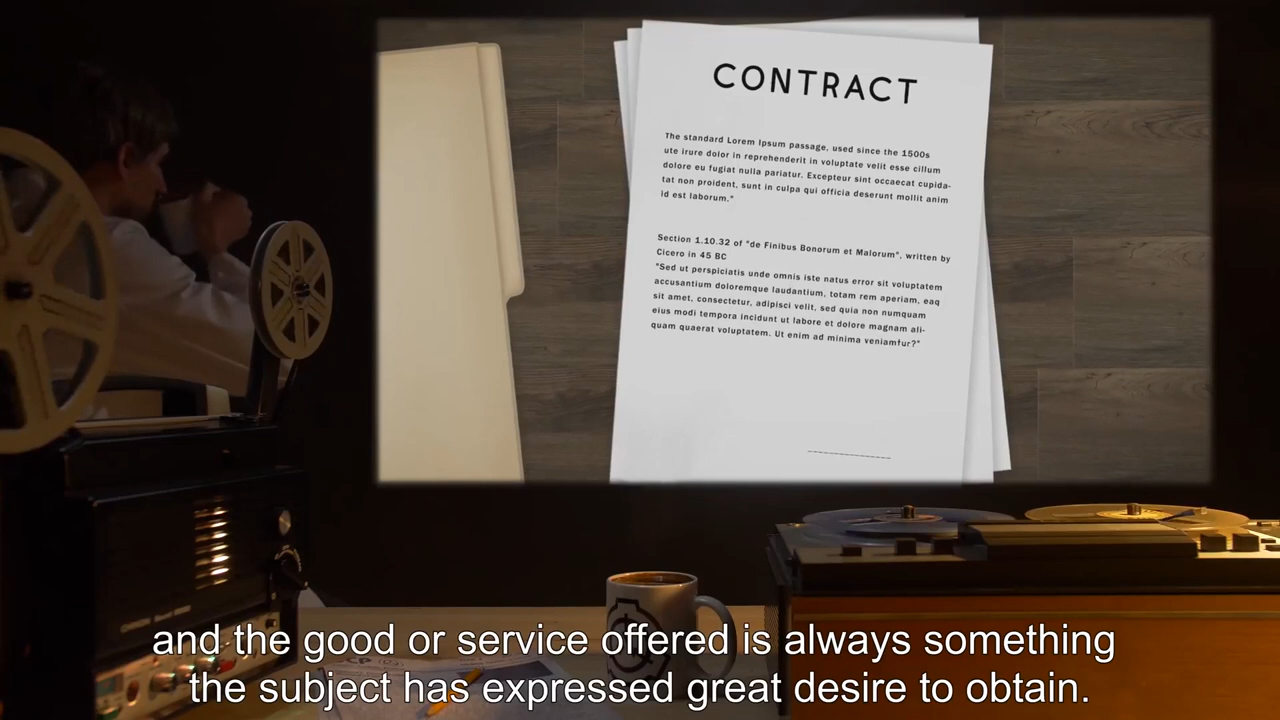 CONTRACT
The standard Lorem Ipsum passage, used since the 1500s
ute irure dolor in reprehenderit in voluptate velit esse cillum
dolore eu fugiat nulla pariatur. Excepteur sint occaecat cupida-
tat non proident, sunt in culpa qui officia deserunt mollit anim
id est laborum."
Section 1.10.32 of "de Finibus Bonorum et Malorum", written by
Cicero in 45 BC
"Sed ut perspiciatis unde omnis iste natus error sit voluptatem
accusantium doloremque laudantium, totam rem aperiam, eaq
sit amet, consectetur, adipisci velit, sed quia non numquam
eius modi tempora incidunt ut labore et dolore magnam ali-
quam quaerat voluptatem. Ut enim ad minima veniamtur?"
CP
and the good or service offered is always something
the subject has expressed great desire to obtain.